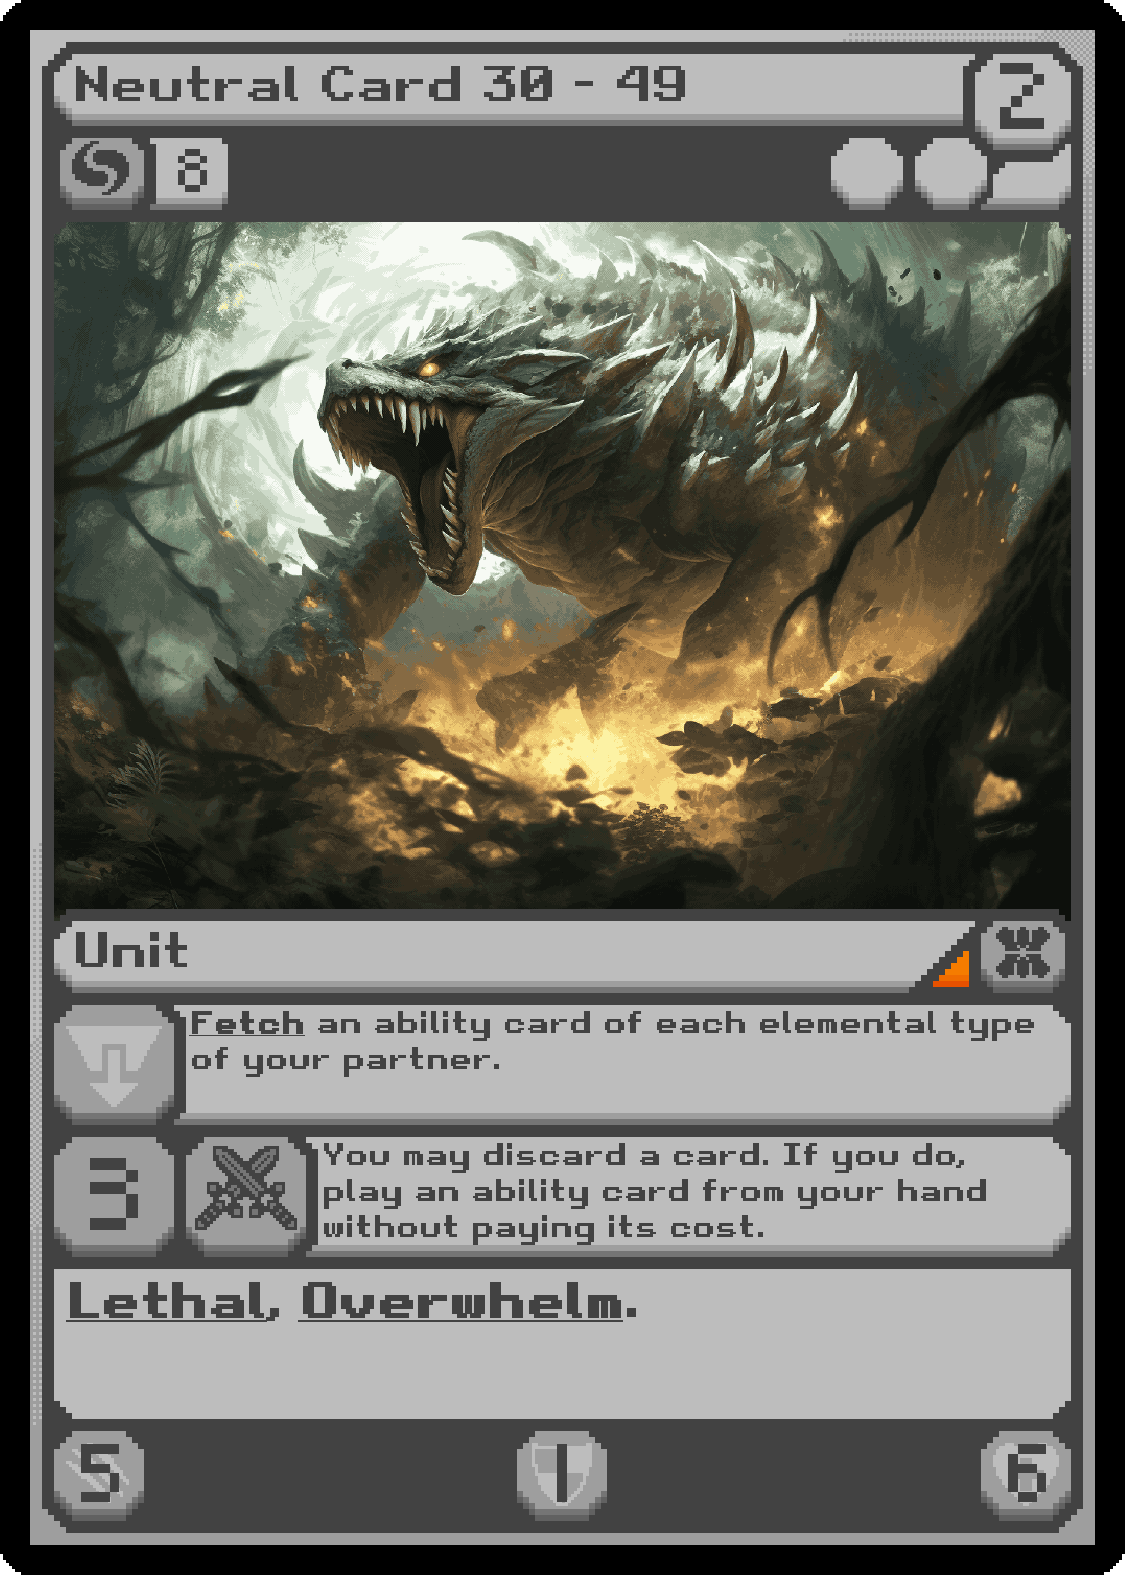 Neutral Card 30 - 49
2
8
Unit
Fetch an ability card of each elemental type
of your partner.
3
You may discard a card. If you do,
play an ability card from your hand
without paying its cost.
Lethal, Overwhelm.
5
1
6